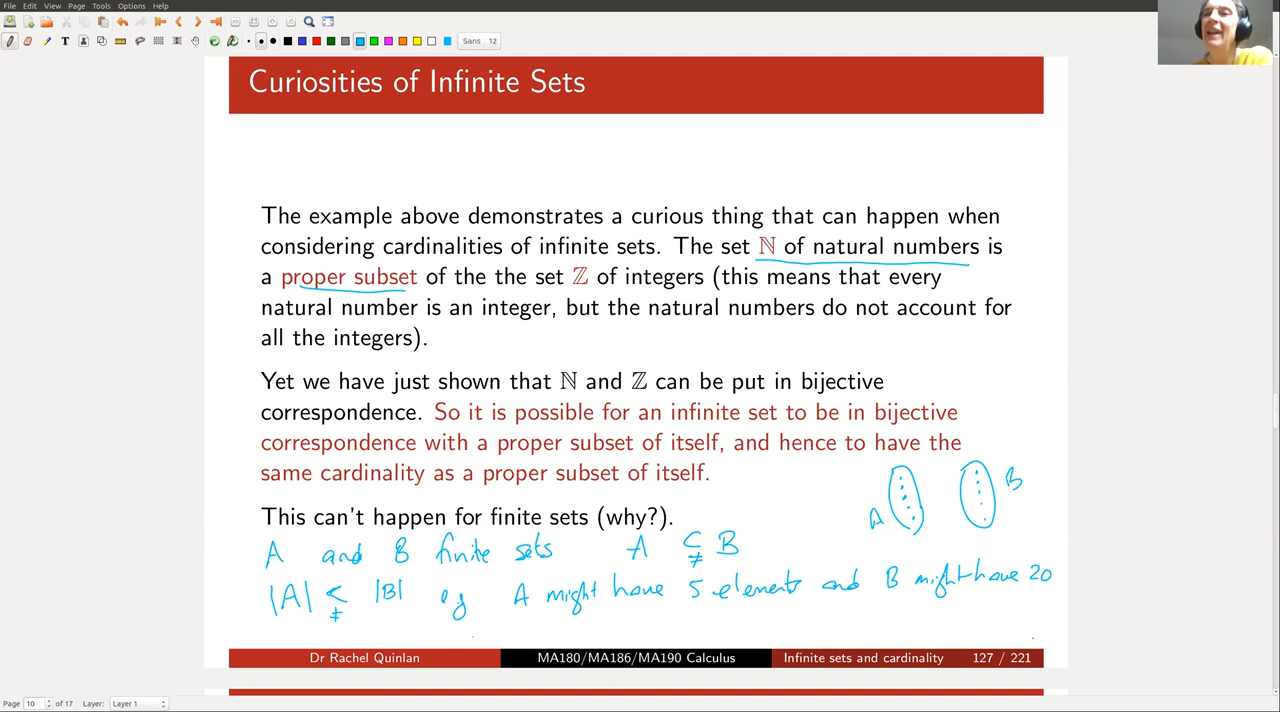 File Edit View Page Tools Options Help
Sans 12
Curiosities of Infinite Sets
The example above demonstrates a curious thing that can happen when
considering cardinalities of infinite sets. The set ℕ of natural numbers is
a proper subset of the the set ℤ of integers (this means that every
natural number is an integer, but the natural numbers do not account for
all the integers).
Yet we have just shown that ℕ and ℤ can be put in bijective
correspondence. So it is possible for an infinite set to be in bijective
correspondence with a proper subset of itself, and hence to have the
same cardinality as a proper subset of itself.
A B
This can't happen for finite sets (why?).
A and B finite sets A ⊊ B
|A| ≨ |B| eg A might have 5 elements and B might have 20
Dr Rachel Quinlan MA180/MA186/MA190 Calculus Infinite sets and cardinality 127 / 221
Page 10 of 17 Layer: Layer 1